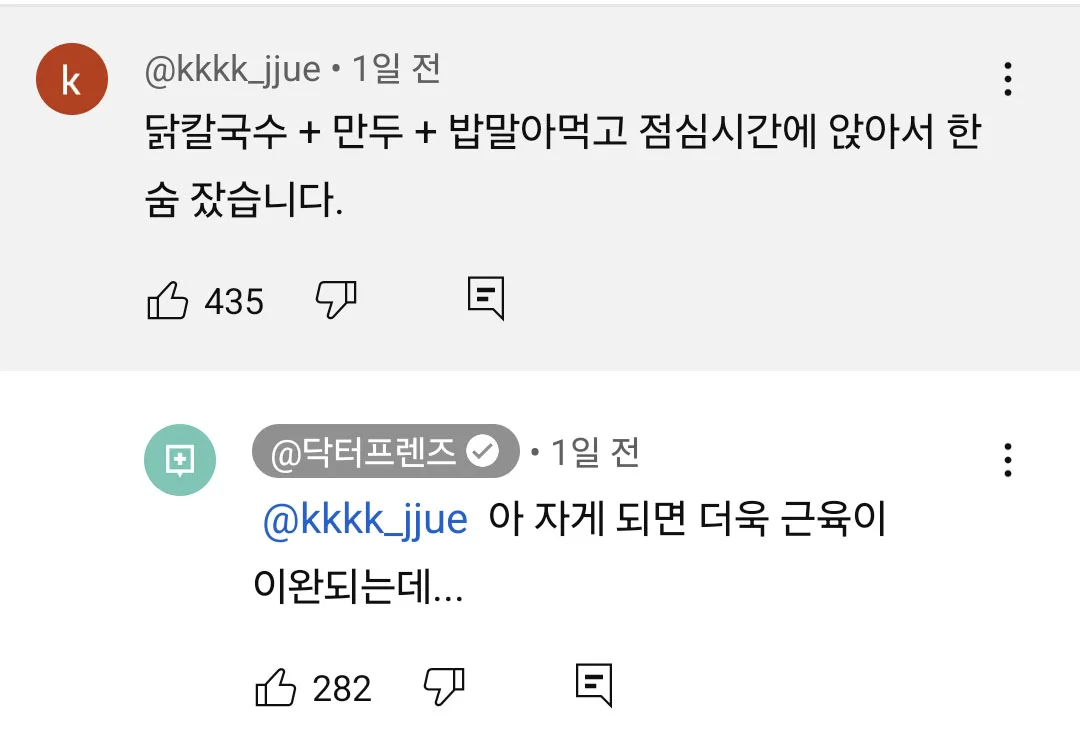 k
@kkkk_jjue • 1일 전
닭칼국수 + 만두 + 밥말아먹고 점심시간에 앉아서 한
숨 잤습니다.
435
@닥터프렌즈 • 1일 전
@kkkk_jjue 아 자게 되면 더욱 근육이
이완되는데...
282